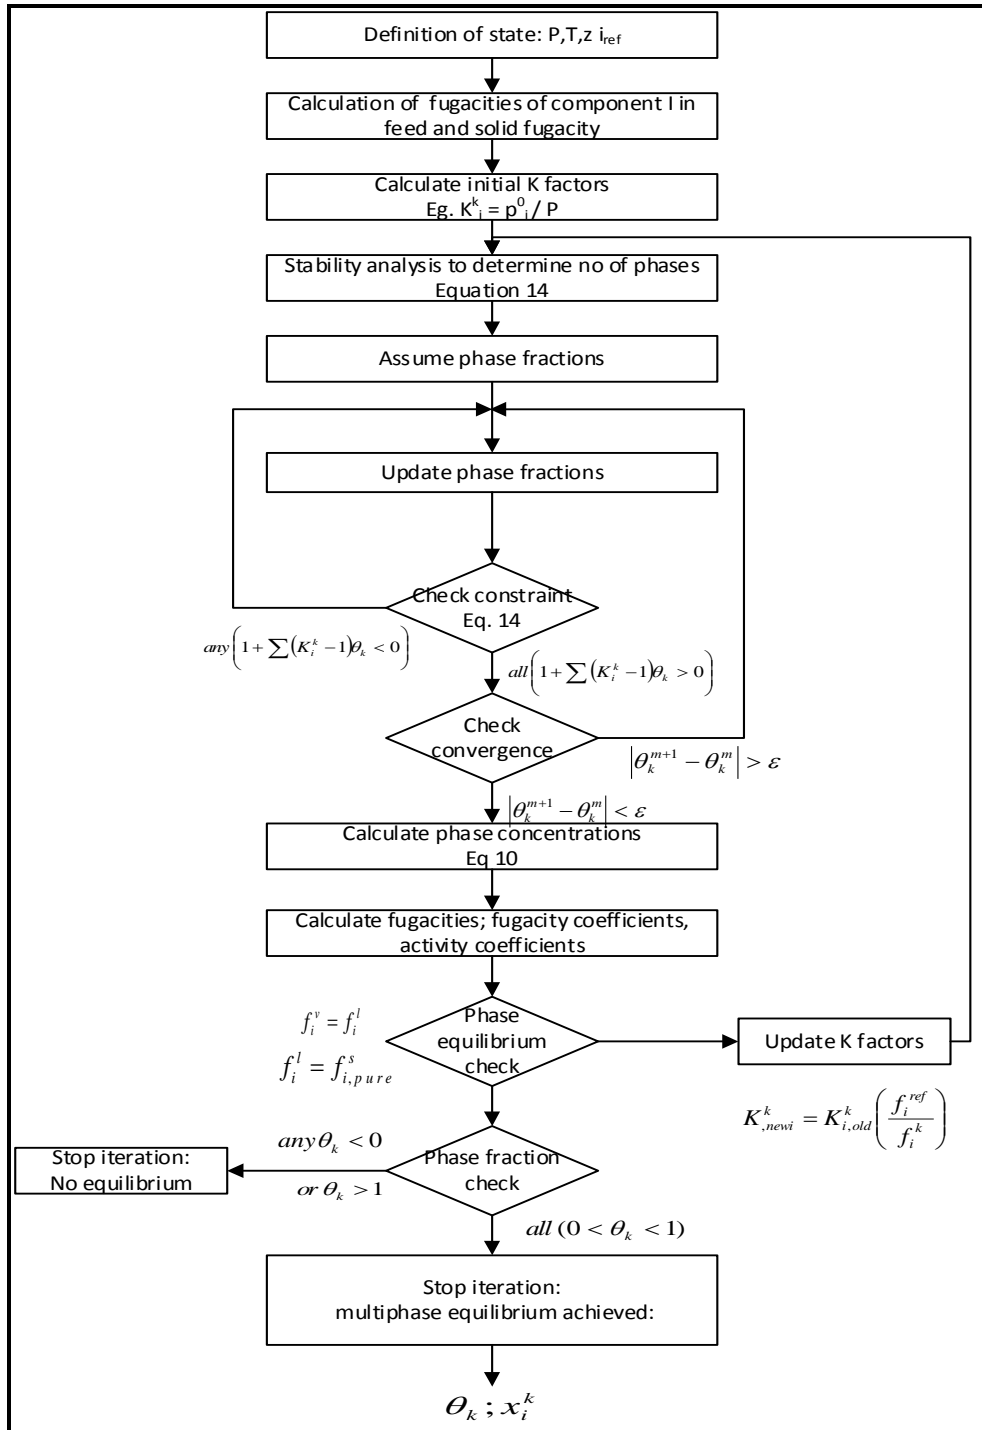 Definition of state: P,T,z i_ref
Calculation of fugacities of component I in
feed and solid fugacity
Calculate initial K factors
Eg. K^k_i = p^0_i / P
Stability analysis to determine no of phases
Equation 14
Assume phase fractions
Update phase fractions
Check constraint
Eq. 14
any(1 + ∑(K_i^k − 1)θ_k < 0)
all(1 + ∑(K_i^k − 1)θ_k > 0)
Check
convergence
|θ_k^{m+1} − θ_k^m| > ε
|θ_k^{m+1} − θ_k^m| < ε
Calculate phase concentrations
Eq 10
Calculate fugacities; fugacity coefficients,
activity coefficients
f_i^v = f_i^l
f_i^l = f_{i,pure}^s
Phase
equilibrium
check
Update K factors
K_{,newi}^k = K_{i,old}^k (f_i^{ref} / f_i^k)
any θ_k < 0
or θ_k > 1
Stop iteration:
No equilibrium
Phase fraction
check
all (0 < θ_k < 1)
Stop iteration:
multiphase equilibrium achieved:
θ_k ; x_i^k